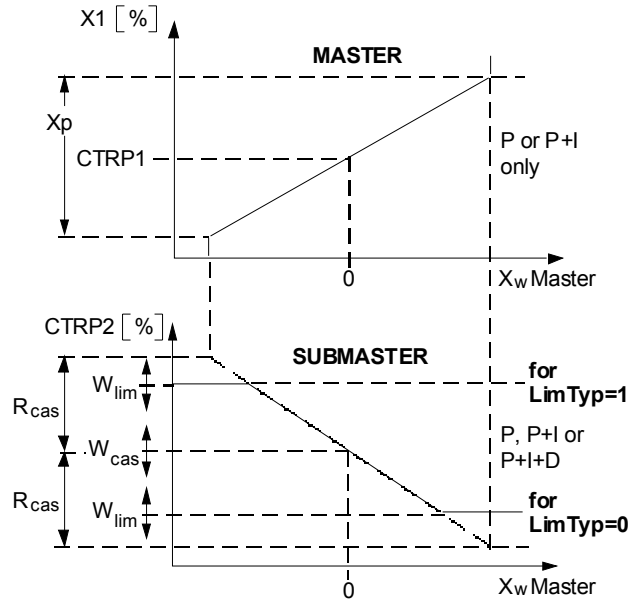 X1 [%]
MASTER
Xp
CTRP1
P or P+I
only
0
Xw Master
CTRP2 [%]
SUBMASTER
for
LimTyp=1
Wlim
Rcas
P, P+I or
P+I+D
Wcas
Rcas
Wlim
for
LimTyp=0
0
Xw Master